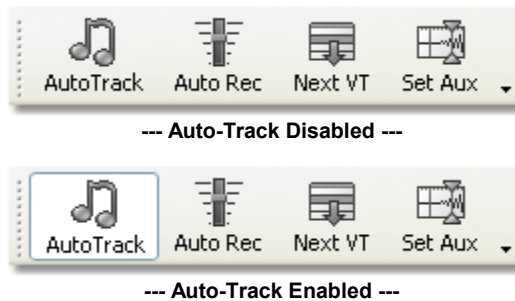 AutoTrack Auto Rec Next VT Set Aux
--- Auto-Track Disabled ---
AutoTrack Auto Rec Next VT Set Aux
--- Auto-Track Enabled ---